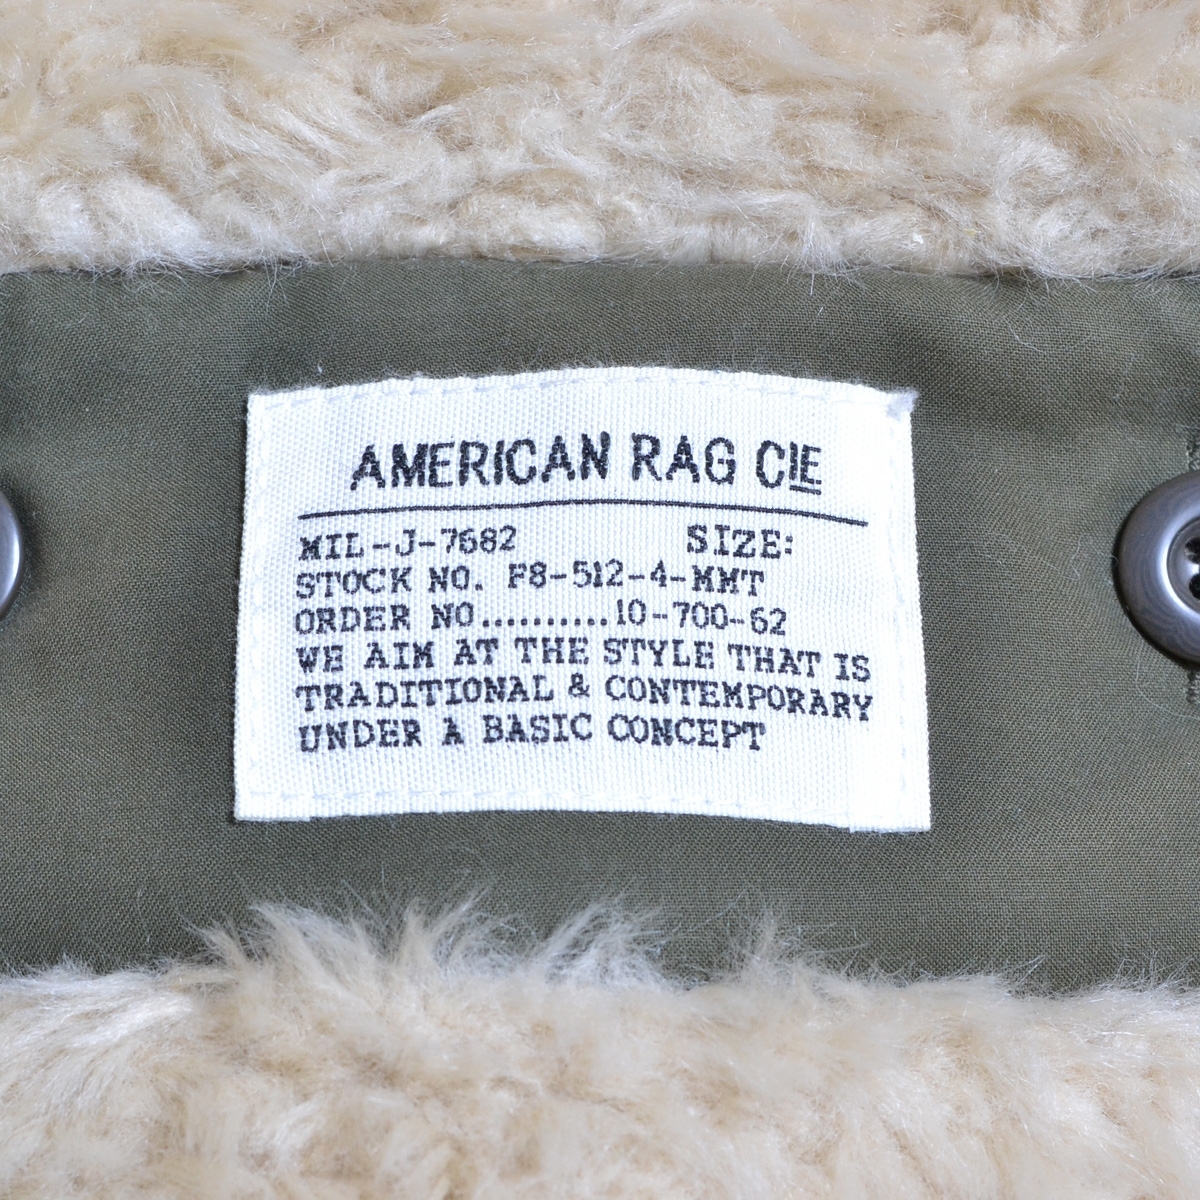 AMERICAN RAG CIE
MIL-J-7682 SIZE:
STOCK NO. F8-512-4-MMT
ORDER NO...........10-700-62
WE AIM AT THE STYLE THAT IS
TRADITIONAL & CONTEMPORARY
UNDER A BASIC CONCEPT